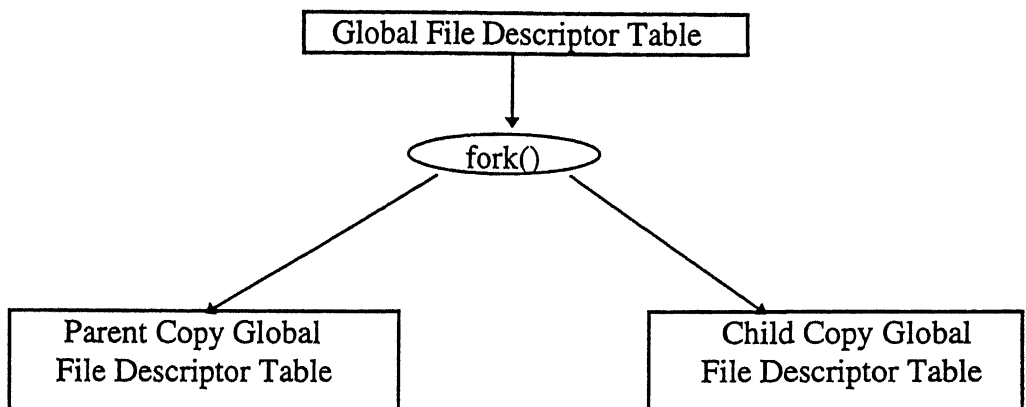 Global File Descriptor Table
fork()
Parent Copy Global
File Descriptor Table
Child Copy Global
File Descriptor Table